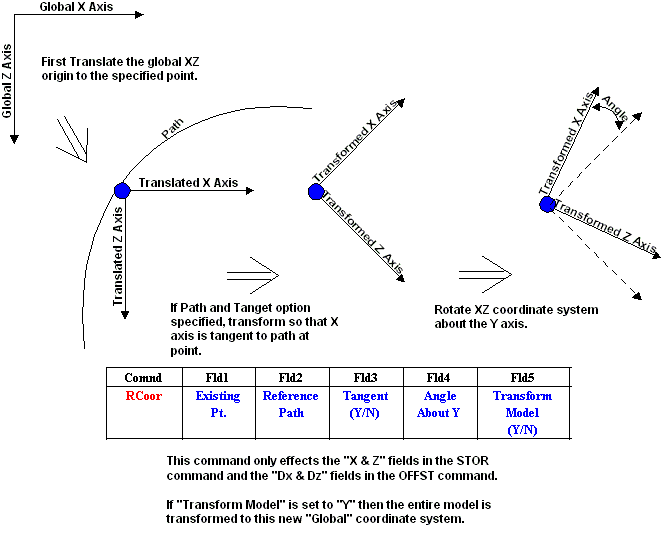 Global X Axis
Global Z Axis
First Translate the global XZ
origin to the specified point.
Path
Translated X Axis
Translated Z Axis
Transformed X Axis
Transformed Z Axis
Angle
Transformed X Axis
Transformed Z Axis
If Path and Tanget option
specified, transform so that X
axis is tangent to path at
point.
Rotate XZ coordinate system
about the Y axis.
Comnd Fld1 Fld2 Fld3 Fld4 Fld5
RCoor Existing Reference Tangent Angle Transform
Pt. Path (Y/N) About Y Model
(Y/N)
This command only effects the "X & Z" fields in the STOR
command and the "Dx & Dz" fields in the OFFST command.
If "Transform Model" is set to "Y" then the entire model is
transformed to this new "Global" coordinate system.